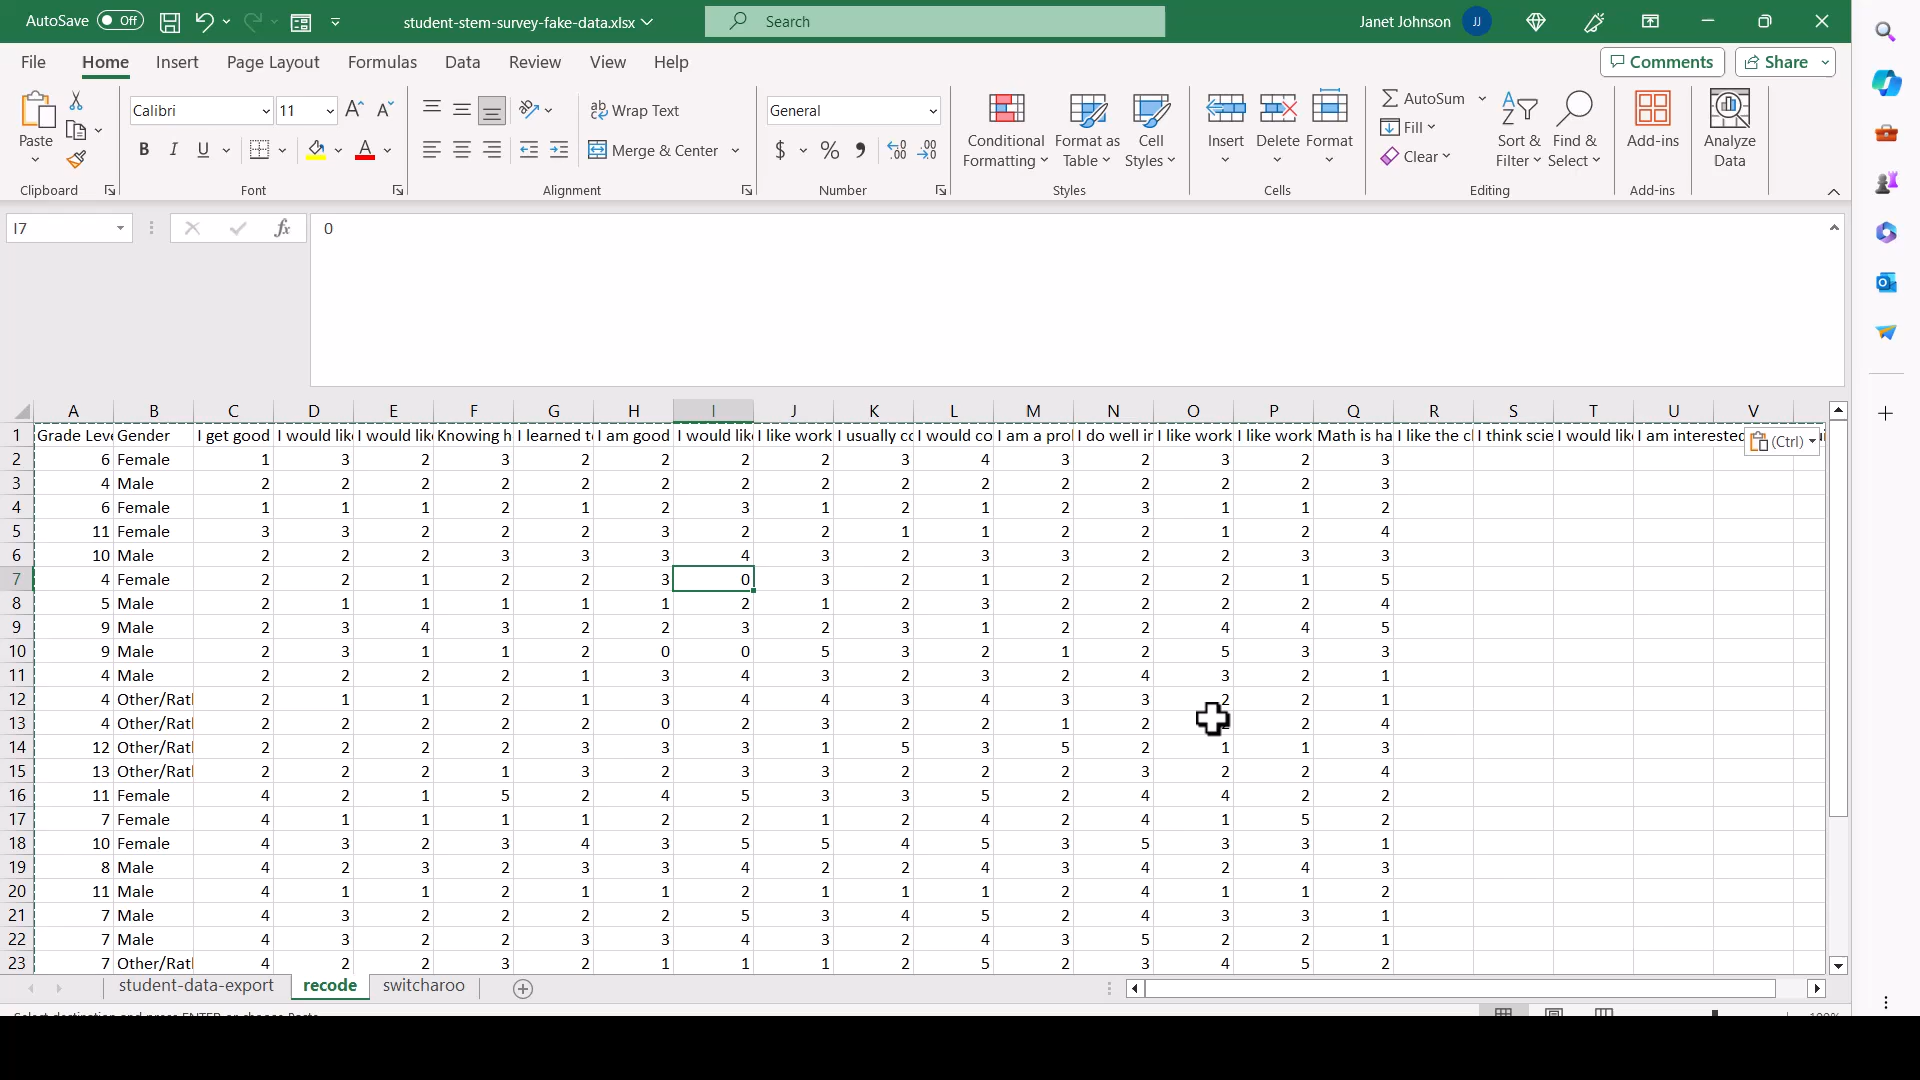 AutoSave Off student-stem-survey-fake-data.xlsx Search Janet Johnson JJ
File Home Insert Page Layout Formulas Data Review View Help Comments Share
Paste Calibri 11 Wrap Text General Conditional Formatting Format as Table Cell Styles Insert Delete Format AutoSum Fill Clear Sort & Filter Find & Select Add-ins Analyze Data
B I U A Merge & Center $ % 9
Clipboard Font Alignment Number Styles Cells Editing Add-ins
I7 fx 0
A B C D E F G H I J K L M N O P Q R S T U V
1 Grade Leve Gender I get good I would like I would like Knowing h I learned to I am good I would like I like work I usually co I would co I am a prol I do well in I like work I like work Math is ha I like the cl I think scie I would like I am interested (Ctrl)
2 6 Female 1 3 2 3 2 2 2 2 3 4 3 2 3 2 3
3 4 Male 2 2 2 2 2 2 2 2 2 2 2 2 2 2 3
4 6 Female 1 1 1 2 1 2 3 1 2 1 2 3 1 1 2
5 11 Female 3 3 2 2 2 3 2 2 1 1 2 2 1 2 4
6 10 Male 2 2 2 3 3 3 4 3 2 3 3 2 2 3 3
7 4 Female 2 2 1 2 2 3 0 3 2 1 2 2 2 1 5
8 5 Male 2 1 1 1 1 1 2 1 2 3 2 2 2 2 4
9 9 Male 2 3 4 3 2 2 3 2 3 1 2 2 4 4 5
10 9 Male 2 3 1 1 2 0 0 5 3 2 1 2 5 3 3
11 4 Male 2 2 2 2 1 3 4 3 2 3 2 4 3 2 1
12 4 Other/Rath 2 1 1 2 1 3 4 4 3 4 3 3 2 2 1
13 4 Other/Rath 2 2 2 2 2 0 2 3 2 2 1 2 2 4
14 12 Other/Rath 2 2 2 2 3 3 3 1 5 3 5 2 1 1 3
15 13 Other/Rath 2 2 2 1 3 2 3 3 2 2 2 3 2 2 4
16 11 Female 4 2 1 5 2 4 5 3 3 5 2 4 4 2 2
17 7 Female 4 1 1 1 1 2 2 1 2 4 2 4 1 5 2
18 10 Female 4 3 2 3 4 3 5 5 4 5 3 5 3 3 1
19 8 Male 4 2 3 2 3 3 4 2 2 4 3 4 2 4 3
20 11 Male 4 1 1 2 1 1 2 1 1 1 2 4 1 1 2
21 7 Male 4 3 2 2 2 2 5 3 4 5 2 4 3 3 1
22 7 Male 4 3 2 2 3 3 4 3 2 4 3 5 2 2 1
23 7 Other/Rath 4 2 2 3 2 1 1 1 2 5 2 3 4 5 2
student-data-export recode switcharoo
Select destination and press ENTER or choose Paste